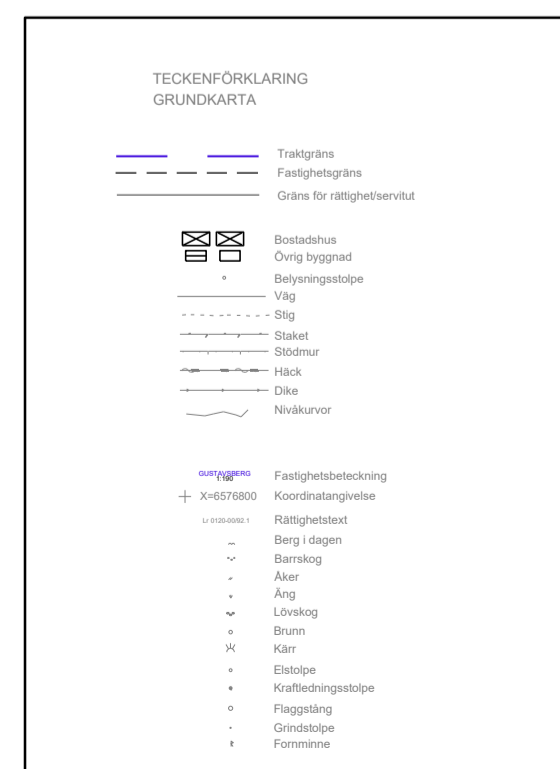 TECKENFÖRKLARING
GRUNDKARTA
Traktgräns
Fastighetsgräns
Gräns för rättighet/servitut
Bostadshus
Övrig byggnad
Belysningsstolpe
Väg
Stig
Staket
Stödmur
Häck
Dike
Nivåkurvor
GUSTAVSBERG
1:190
Fastighetsbeteckning
X=6576800 Koordinatangivelse
Lr 0120-00/92.1 Rättighetstext
Berg i dagen
Barrskog
Åker
Äng
Lövskog
Brunn
Kärr
Elstolpe
Kraftledningsstolpe
Flaggstång
Grindstolpe
Fornminne